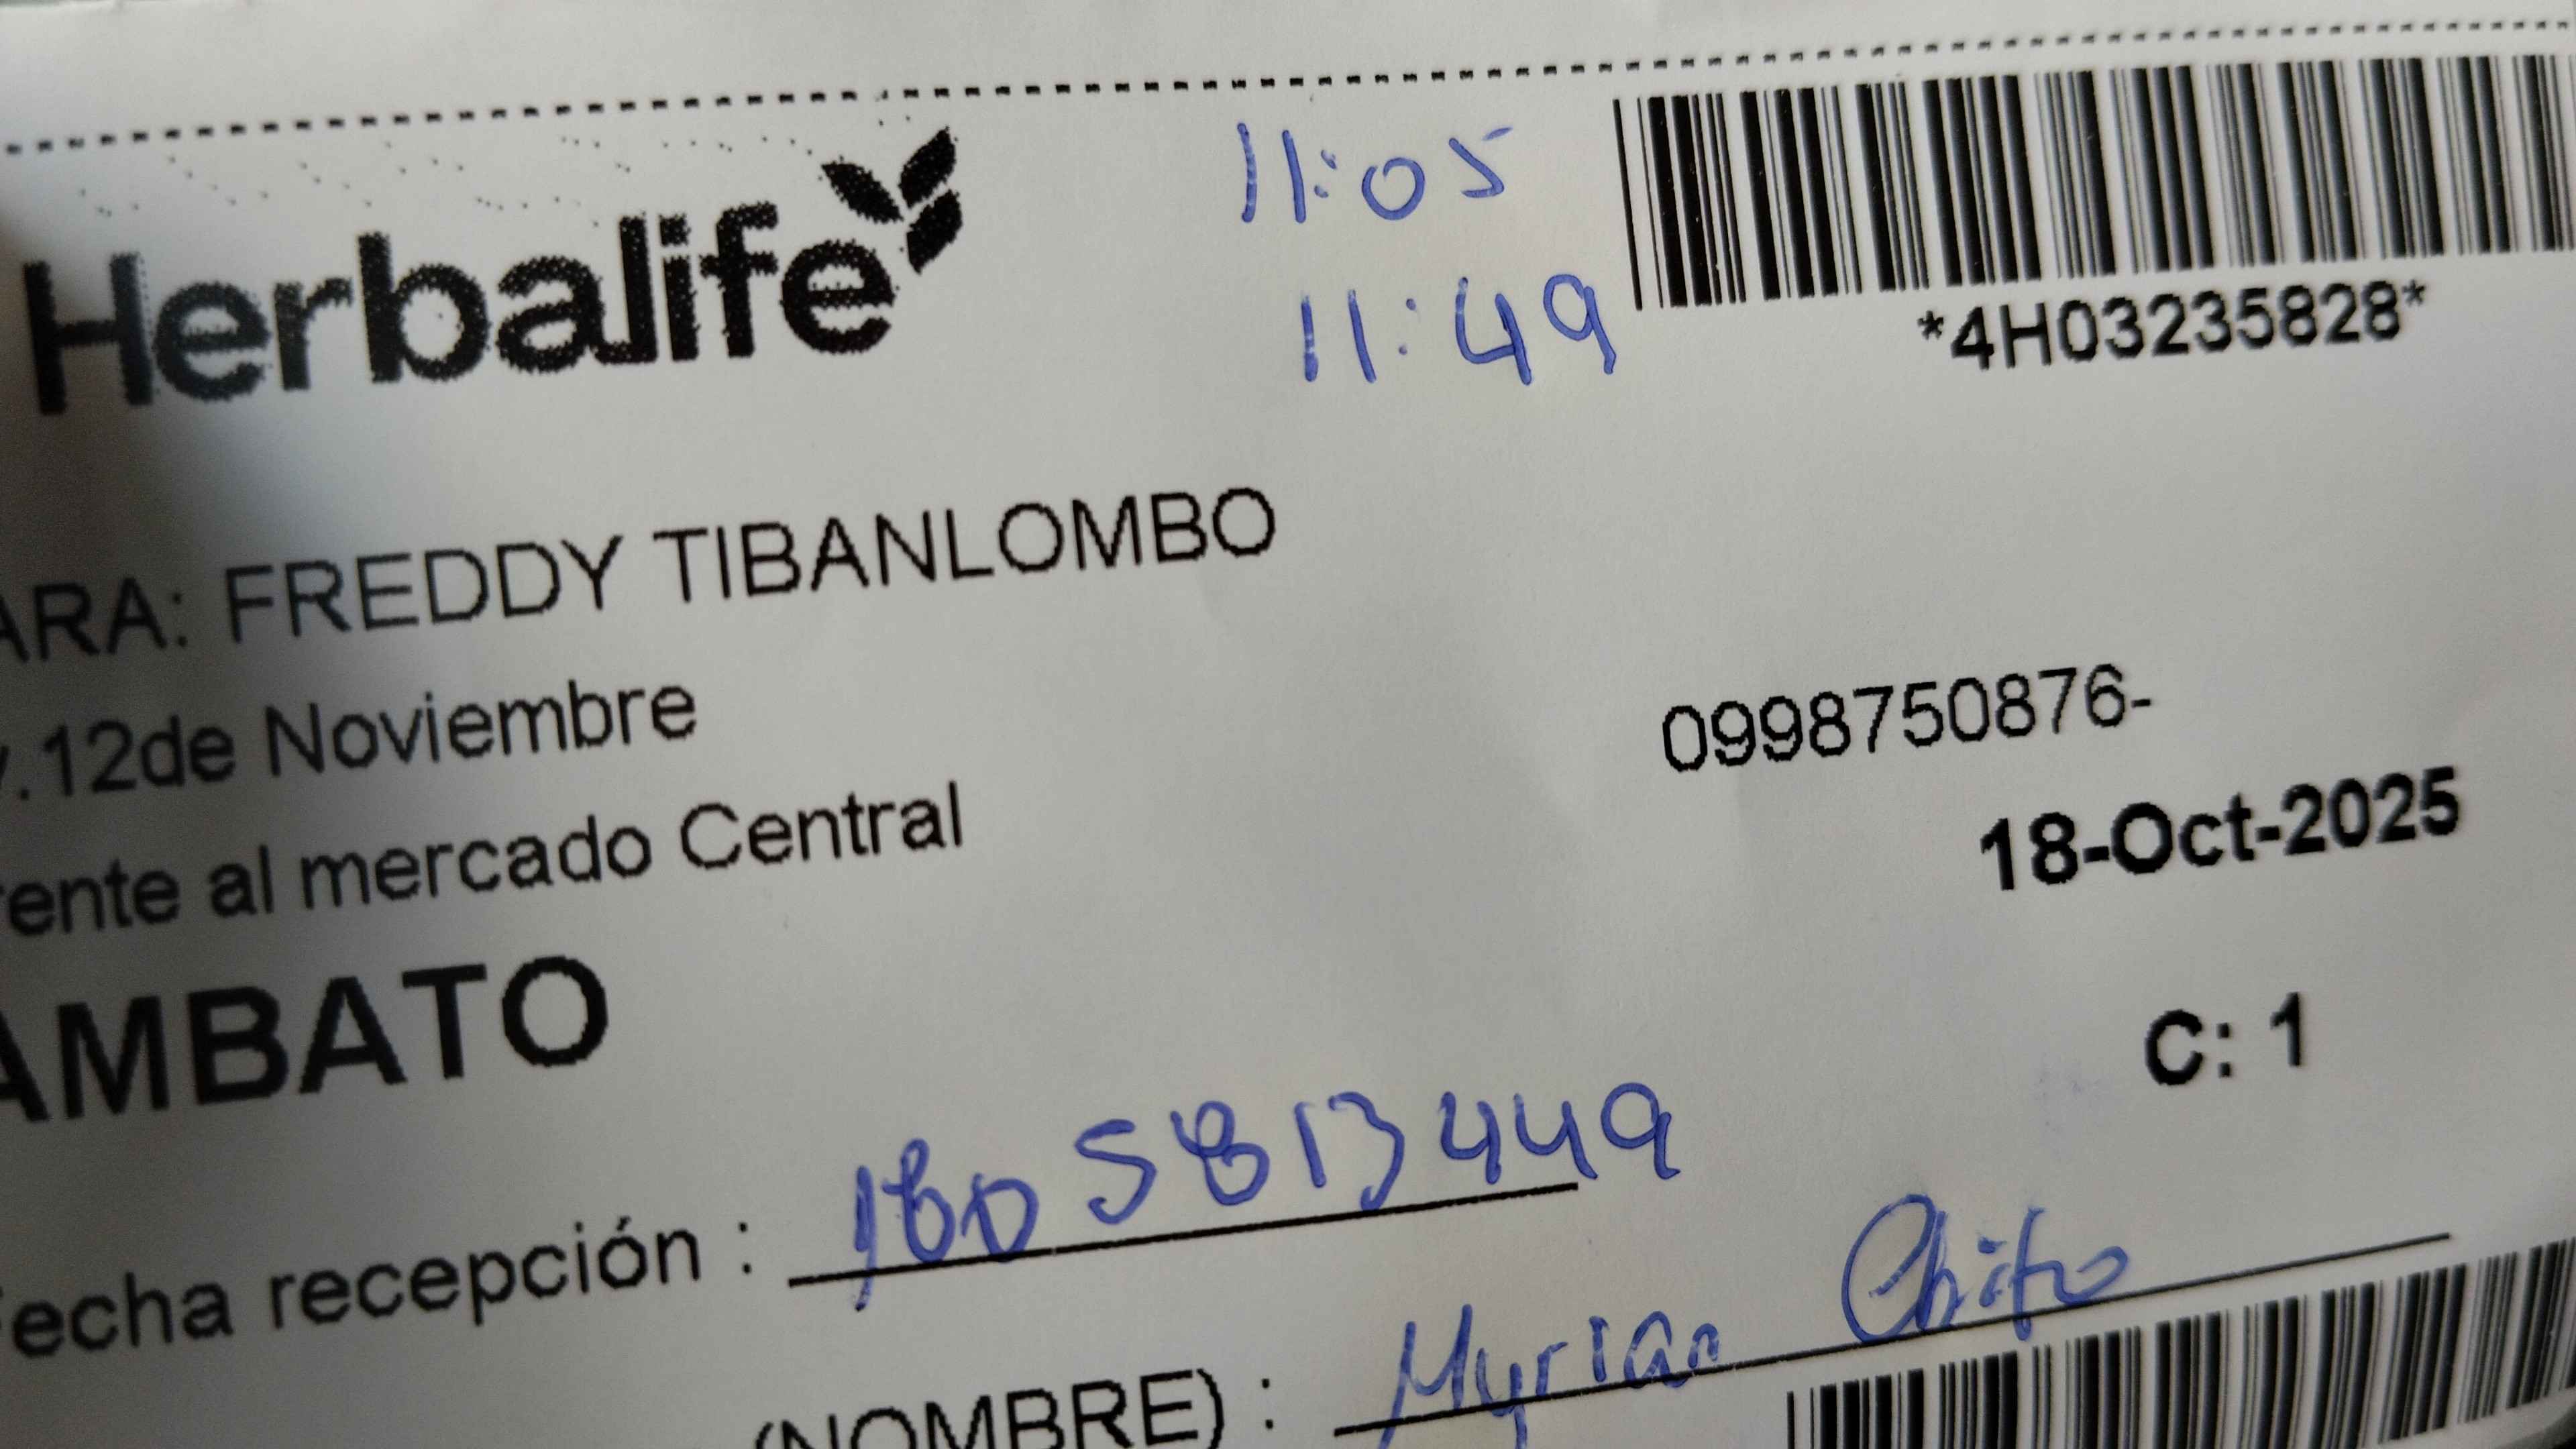 Herbalife
11:05
11:49
*4H03235828*
ARA: FREDDY TIBANLOMBO
.12de Noviembre
0998750876-
ente al mercado Central
18-Oct-2025
AMBATO
C: 1
echa recepción : 1805813449
(NOMBRE) : Myrian Chito